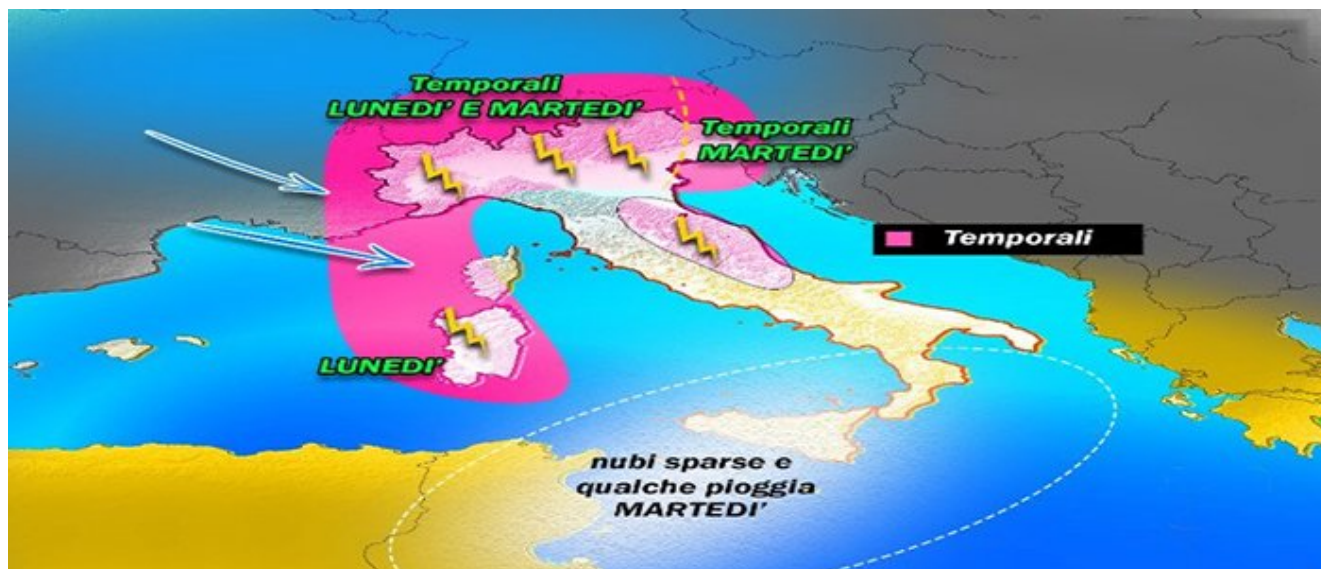 Temporali
LUNEDI' E MARTEDI'
Temporali
MARTEDI'
Temporali
LUNEDI'
nubi sparse e
qualche pioggia
MARTEDI'